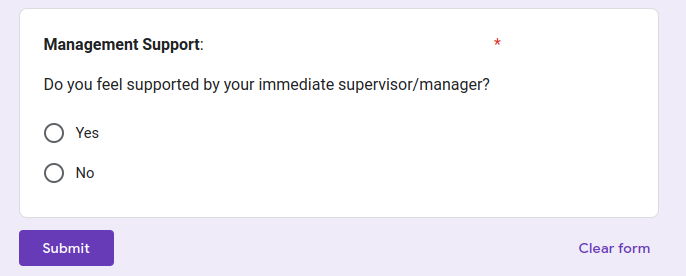 Management Support: *
Do you feel supported by your immediate supervisor/manager?
Yes
No
Submit
Clear form